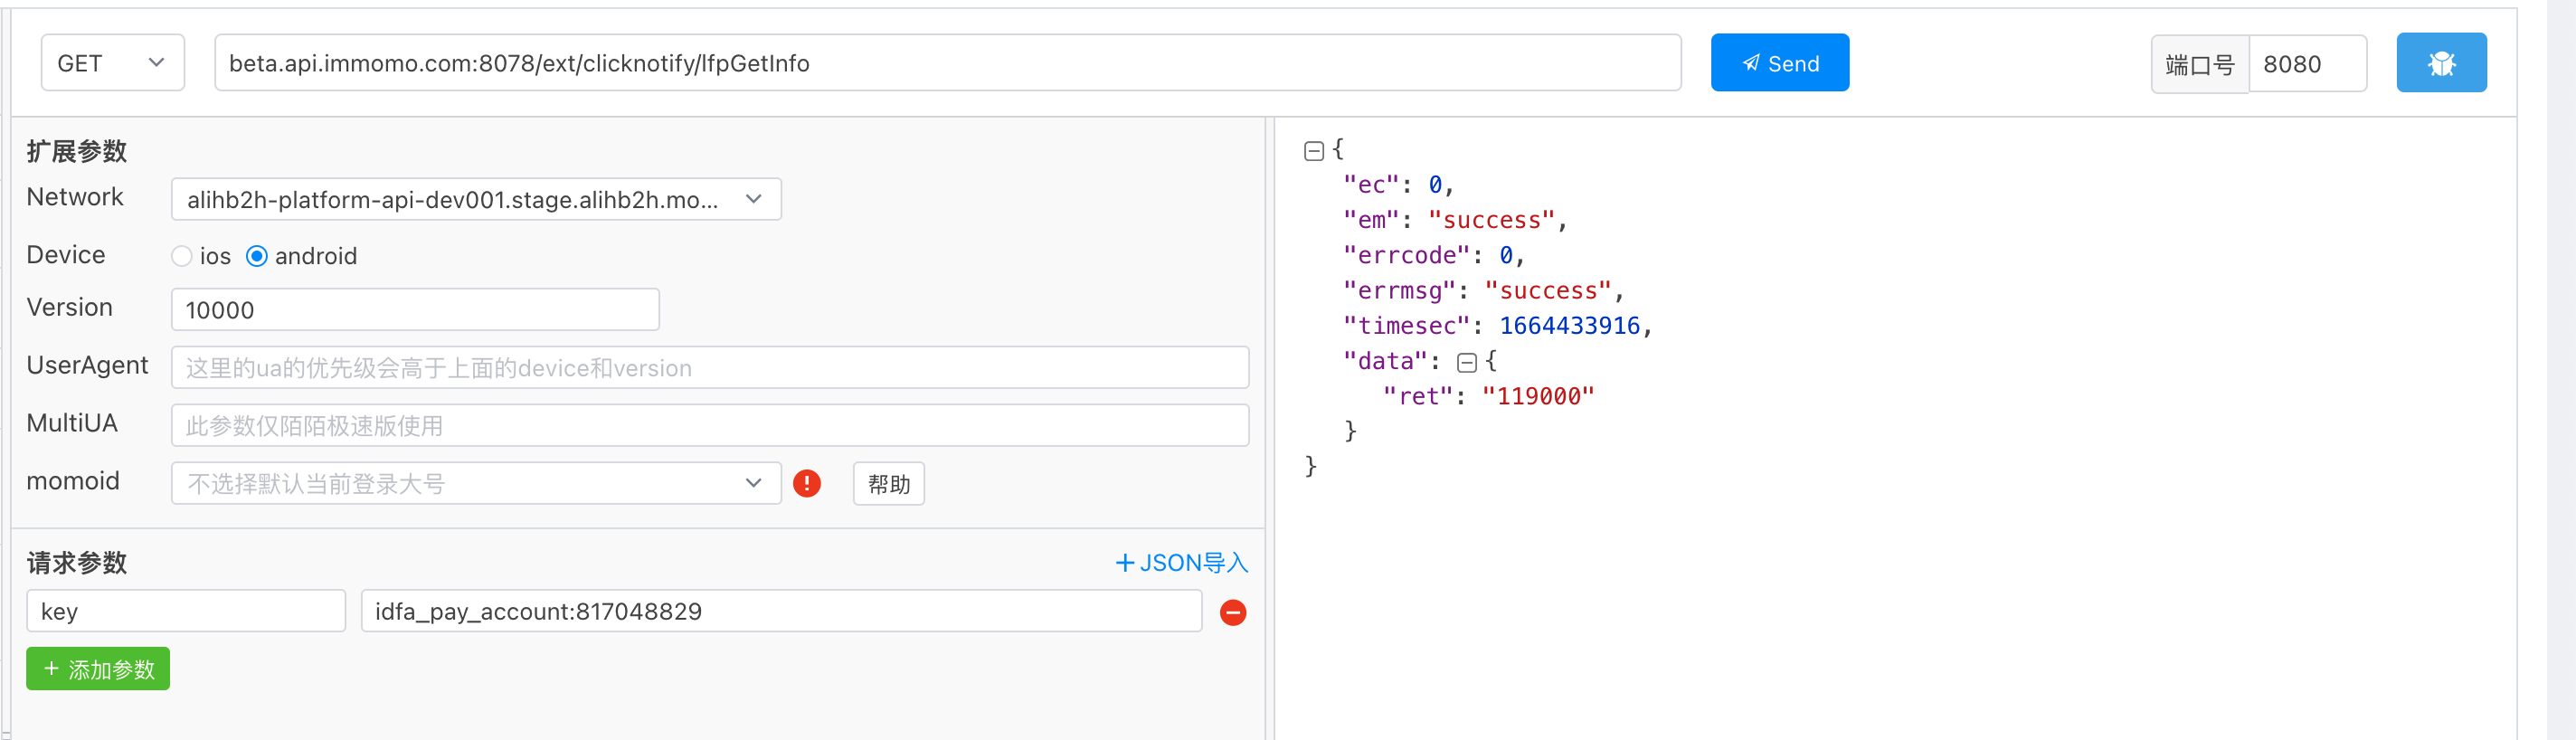 GET
beta.api.immomo.com:8078/ext/clicknotify/lfpGetInfo
Send
端口号
8080
扩展参数
Network
alihb2h-platform-api-dev001.stage.alihb2h.mo...
Device
ios
android
Version
10000
UserAgent
这里的ua的优先级会高于上面的device和version
MultiUA
此参数仅陌陌极速版使用
momoid
不选择默认当前登录大号
帮助
请求参数
+JSON导入
key
idfa_pay_account:817048829
+ 添加参数
{
"ec": 0,
"em": "success",
"errcode": 0,
"errmsg": "success",
"timesec": 1664433916,
"data": {
"ret": "119000"
}
}